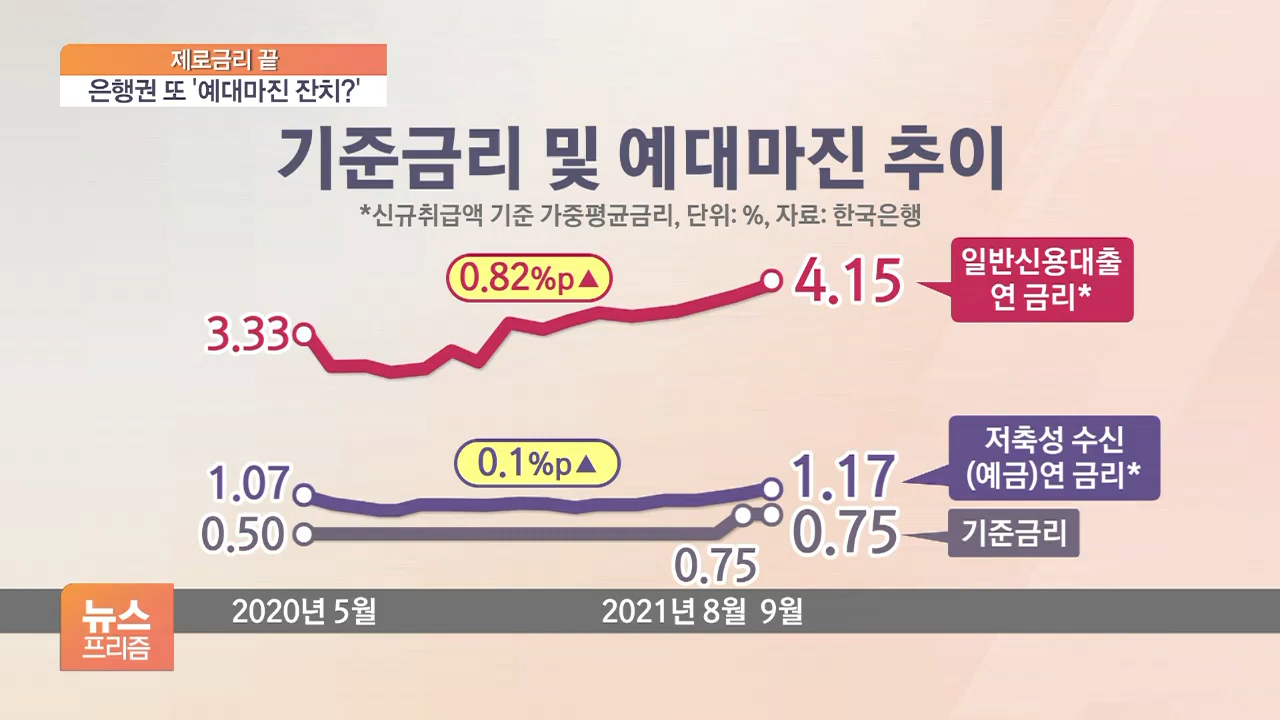 제로금리 끝
은행권 또 '예대마진 잔치?'
기준금리 및 예대마진 추이
*신규취급액 기준 가중평균금리, 단위: %, 자료: 한국은행
0.82%p▲
4.15
일반신용대출
연 금리*
3.33
0.1%p▲
1.07
1.17
저축성 수신
(예금)연 금리*
0.50
0.75
기준금리
0.75
2020년 5월
2021년 8월 9월
뉴스
프리즘